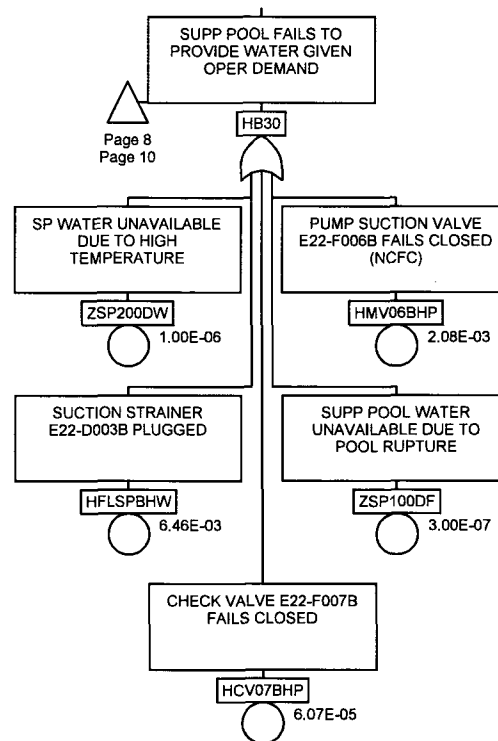 SUPP POOL FAILS TO
PROVIDE WATER GIVEN
OPER DEMAND
Page 8
Page 10
HB30
SP WATER UNAVAILABLE
DUE TO HIGH
TEMPERATURE
ZSP200DW
1.00E-06
PUMP SUCTION VALVE
E22-F006B FAILS CLOSED
(NCFC)
HMV06BHP
2.08E-03
SUCTION STRAINER
E22-D003B PLUGGED
HFLSPBHW
6.46E-03
SUPP POOL WATER
UNAVAILABLE DUE TO
POOL RUPTURE
ZSP100DF
3.00E-07
CHECK VALVE E22-F007B
FAILS CLOSED
HCV07BHP
6.07E-05